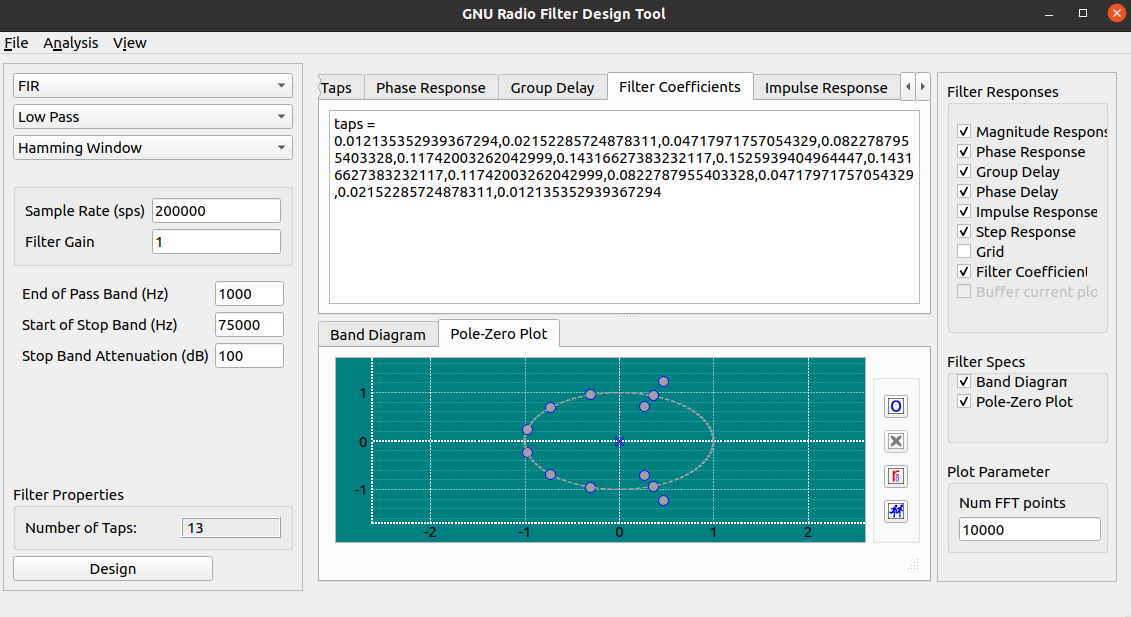 GNU Radio Filter Design Tool
File Analysis View
FIR
Low Pass
Hamming Window
Sample Rate (sps) 200000
Filter Gain 1
End of Pass Band (Hz) 1000
Start of Stop Band (Hz) 75000
Stop Band Attenuation (dB) 100
Filter Properties
Number of Taps: 13
Design
Taps Phase Response Group Delay Filter Coefficients Impulse Response
taps =
0.012135352939367294,0.02152285724878311,0.04717971757054329,0.0822787955
5403328,0.11742003262042999,0.14316627383232117,0.1525939404964447,0.1431
6627383232117,0.11742003262042999,0.0822787955403328,0.04717971757054329
,0.02152285724878311,0.012135352939367294
Band Diagram Pole-Zero Plot
1
0
-1
-2 -1 0 1 2
Filter Responses
Magnitude Respons
Phase Response
Group Delay
Phase Delay
Impulse Response
Step Response
Grid
Filter Coefficient
Buffer current plo
Filter Specs
Band Diagram
Pole-Zero Plot
Plot Parameter
Num FFT points
10000